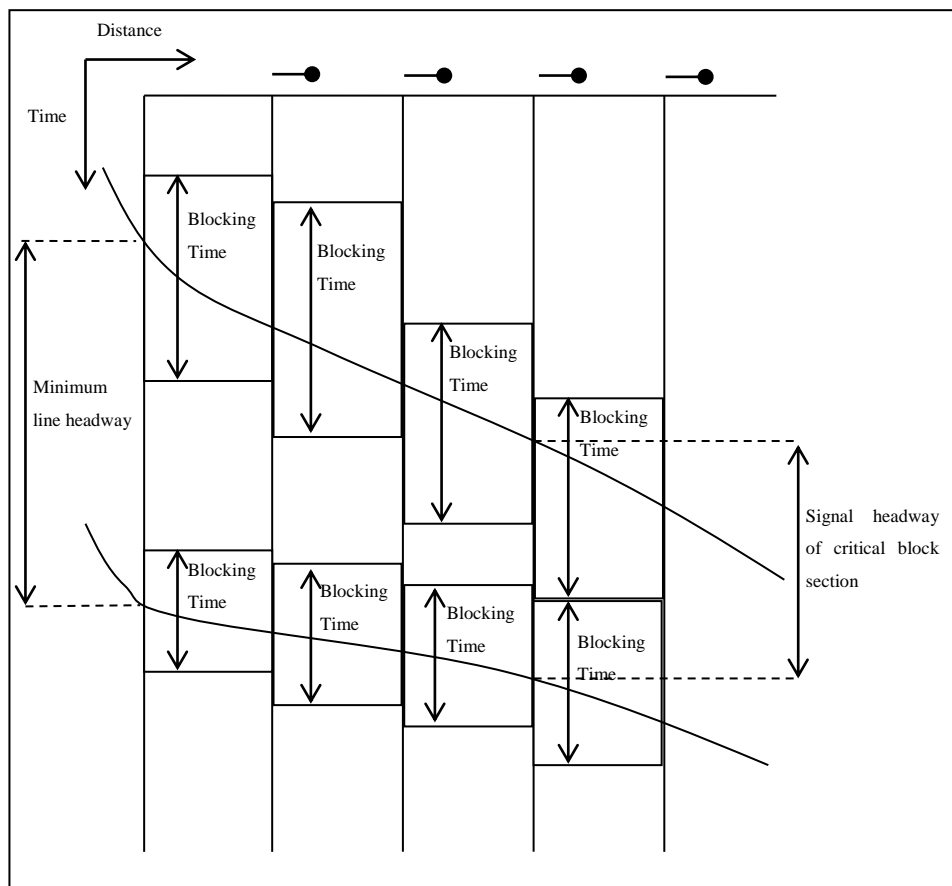 Distance
Time
Blocking
Time
Blocking
Time
Blocking
Time
Blocking
Time
Minimum
line headway
Signal headway
of critical block
section
Blocking
Time
Blocking
Time
Blocking
Time
Blocking
Time